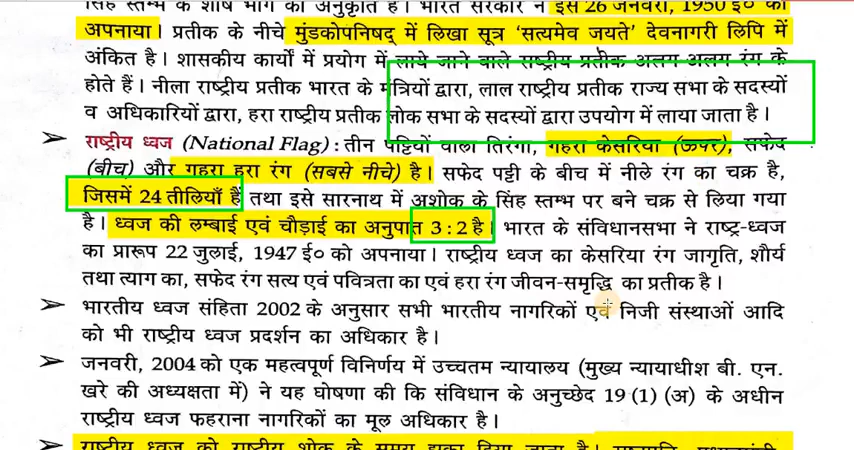 सिंह स्तम्भ के शीर्ष भाग की अनुकृति है। भारत सरकार ने इसे 26 जनवरी, 1950 ई० को
अपनाया। प्रतीक के नीचे मुंडकोपनिषद् में लिखा सूत्र ‘सत्यमेव जयते’ देवनागरी लिपि में
अंकित है। शासकीय कार्यों में प्रयोग में लाये जाने वाले राष्ट्रीय प्रतीक अलग अलग रंग के
होते हैं। नीला राष्ट्रीय प्रतीक भारत के मंत्रियों द्वारा, लाल राष्ट्रीय प्रतीक राज्य सभा के सदस्यों
व अधिकारियों द्वारा, हरा राष्ट्रीय प्रतीक लोक सभा के सदस्यों द्वारा उपयोग में लाया जाता है।
➢ राष्ट्रीय ध्वज (National Flag) : तीन पट्टियों वाला तिरंगा, गहरा केसरिया (ऊपर), सफेद
(बीच) और गहरा हरा रंग (सबसे नीचे) है। सफेद पट्टी के बीच में नीले रंग का चक्र है,
जिसमें 24 तीलियाँ हैं तथा इसे सारनाथ में अशोक के सिंह स्तम्भ पर बने चक्र से लिया गया
है। ध्वज की लम्बाई एवं चौड़ाई का अनुपात 3 : 2 है। भारत के संविधानसभा ने राष्ट्र-ध्वज
का प्रारूप 22 जुलाई, 1947 ई० को अपनाया। राष्ट्रीय ध्वज का केसरिया रंग जागृति, शौर्य
तथा त्याग का, सफेद रंग सत्य एवं पवित्रता का एवं हरा रंग जीवन-समृद्धि का प्रतीक है।
➢ भारतीय ध्वज संहिता 2002 के अनुसार सभी भारतीय नागरिकों एवं निजी संस्थाओं आदि
को भी राष्ट्रीय ध्वज प्रदर्शन का अधिकार है।
➢ जनवरी, 2004 को एक महत्वपूर्ण विनिर्णय में उच्चतम न्यायालय (मुख्य न्यायाधीश बी. एन.
खरे की अध्यक्षता में) ने यह घोषणा की कि संविधान के अनुच्छेद 19 (1) (अ) के अधीन
राष्ट्रीय ध्वज फहराना नागरिकों का मूल अधिकार है।
➢ राष्ट्रीय ध्वज को राष्ट्रीय शोक के समय झुका दिया जाता है। राष्ट्रपति, प्रधानमंत्री,